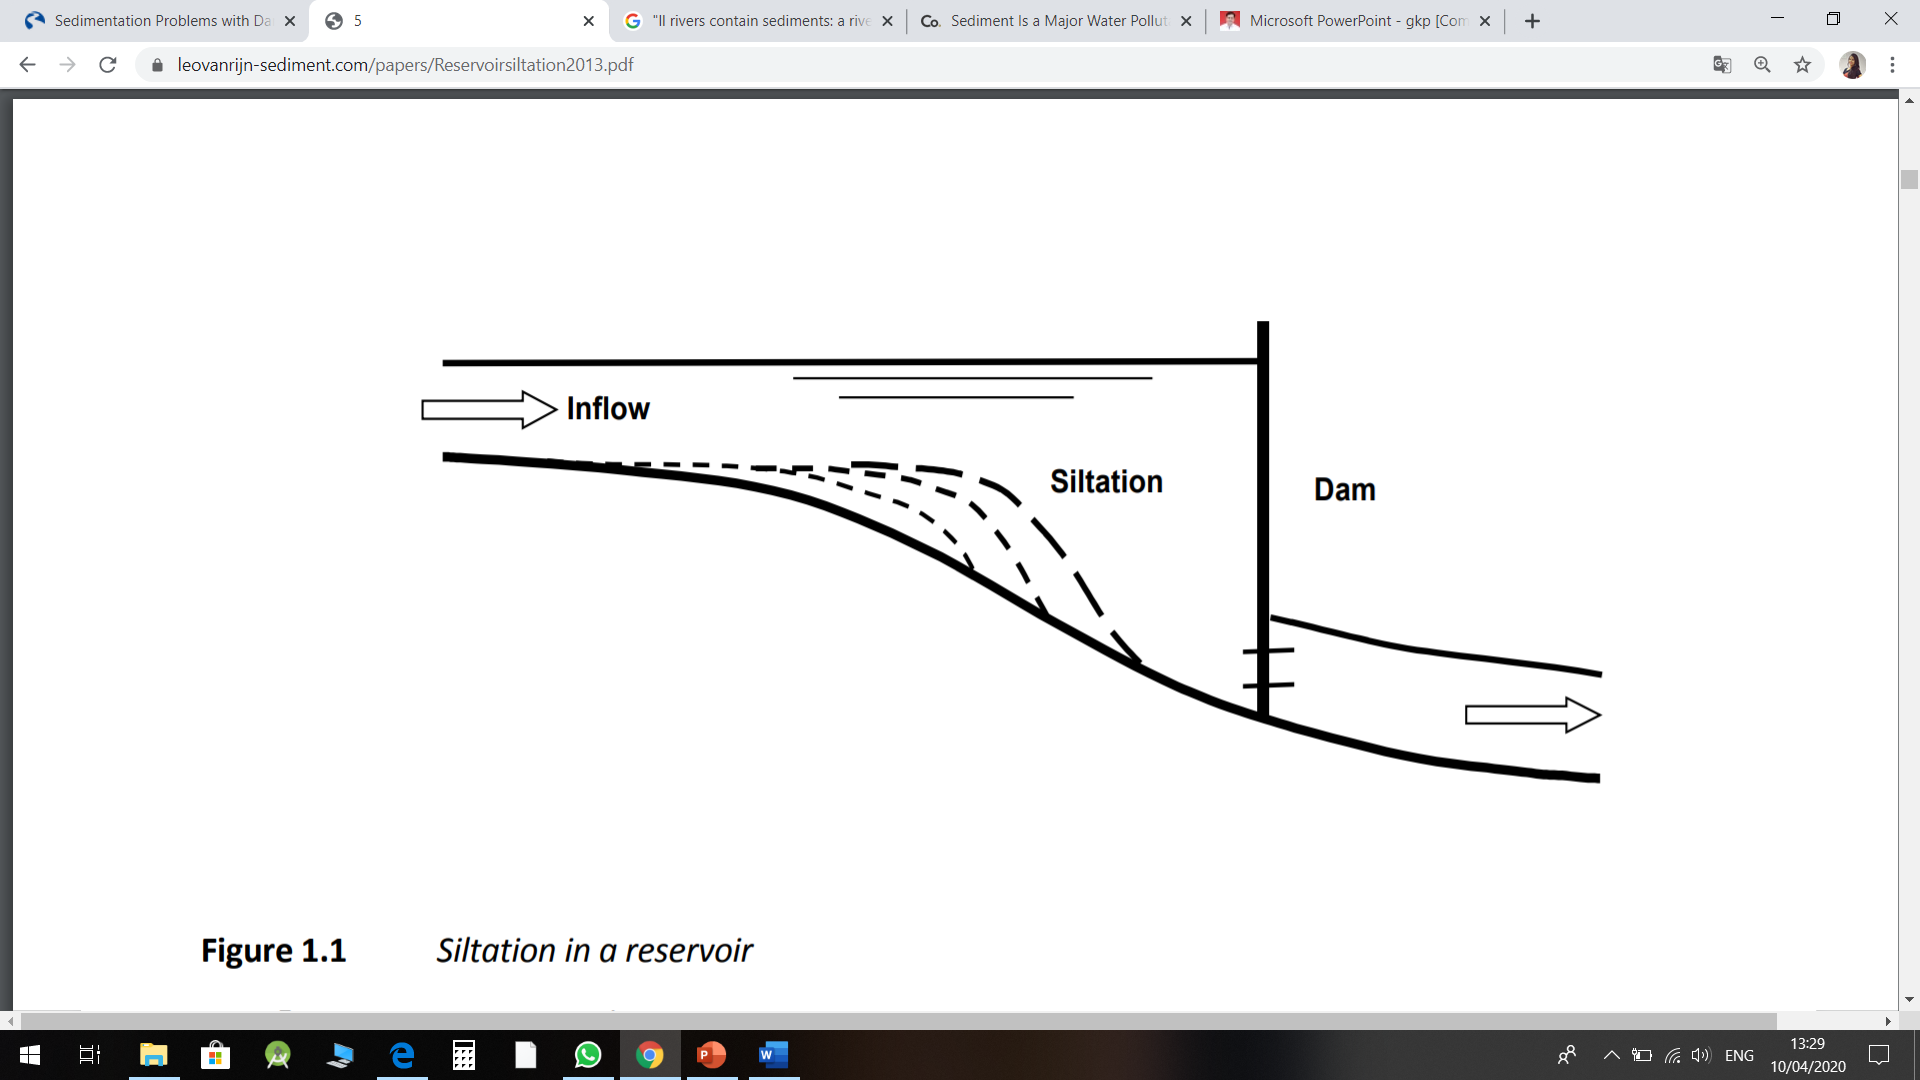 Sedimentation Problems with Da
5
"ll rivers contain sediments: a rive
Co. Sediment Is a Major Water Pollut
Microsoft PowerPoint - gkp [Com
leovanrijn-sediment.com/papers/Reservoirsiltation2013.pdf
Inflow
Siltation
Dam
Figure 1.1 Siltation in a reservoir
ENG
13:29
10/04/2020